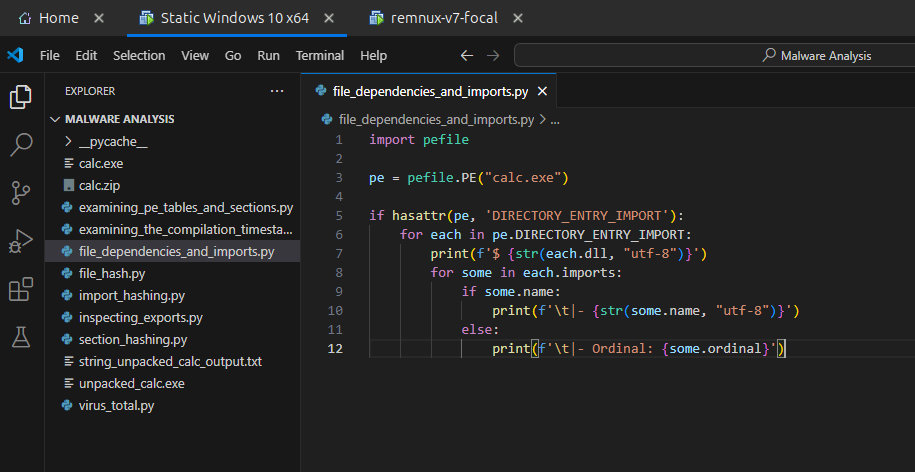 Home
Static Windows 10 x64
remnux-v7-focal
File Edit Selection View Go Run Terminal Help
Malware Analysis
EXPLORER
MALWARE ANALYSIS
__pycache__
calc.exe
calc.zip
examining_pe_tables_and_sections.py
examining_the_compilation_timesta...
file_dependencies_and_imports.py
file_hash.py
import_hashing.py
inspecting_exports.py
section_hashing.py
string_unpacked_calc_output.txt
unpacked_calc.exe
virus_total.py
file_dependencies_and_imports.py
file_dependencies_and_imports.py > ...
1 import pefile
2
3 pe = pefile.PE("calc.exe")
4
5 if hasattr(pe, 'DIRECTORY_ENTRY_IMPORT'):
6     for each in pe.DIRECTORY_ENTRY_IMPORT:
7         print(f'$ {str(each.dll, "utf-8")}')
8         for some in each.imports:
9             if some.name:
10                 print(f'\t|- {str(some.name, "utf-8")}')
11             else:
12                 print(f'\t|- Ordinal: {some.ordinal}')